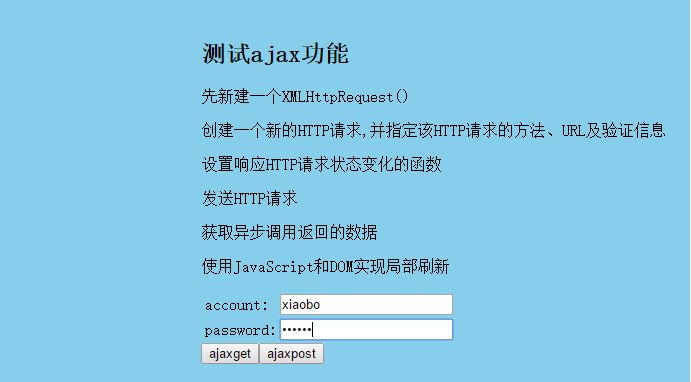 测试ajax功能
先新建一个XMLHttpRequest()
创建一个新的HTTP请求,并指定该HTTP请求的方法、URL及验证信息
设置响应HTTP请求状态变化的函数
发送HTTP请求
获取异步调用返回的数据
使用JavaScript和DOM实现局部刷新
account: xiaobo
password: ••••••
ajaxget ajaxpost